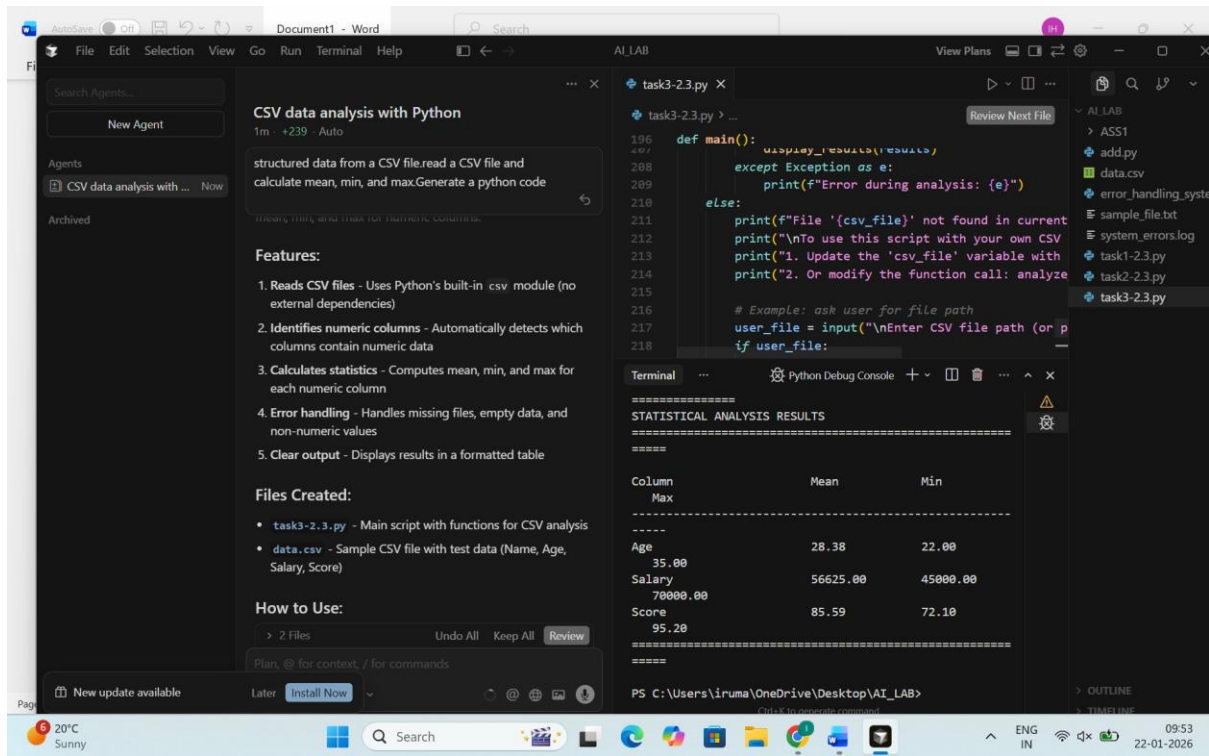 AutoSave Off Document1 - Word Search IH
File Edit Selection View Go Run Terminal Help AI_LAB View Plans
Fi
Search Agents...
New Agent
Agents
CSV data analysis with ... Now
Archived
CSV data analysis with Python
1m · +239 · Auto
structured data from a CSV file.read a CSV file and
calculate mean, min, and max.Generate a python code
mean, min, and max for numeric columns.
Features:
1. Reads CSV files - Uses Python's built-in csv module (no
external dependencies)
2. Identifies numeric columns - Automatically detects which
columns contain numeric data
3. Calculates statistics - Computes mean, min, and max for
each numeric column
4. Error handling - Handles missing files, empty data, and
non-numeric values
5. Clear output - Displays results in a formatted table
Files Created:
• task3-2.3.py - Main script with functions for CSV analysis
• data.csv - Sample CSV file with test data (Name, Age,
Salary, Score)
How to Use:
> 2 Files Undo All Keep All Review
Plan, @ for context, / for commands
New update available Later Install Now
Page
task3-2.3.py
task3-2.3.py > ... Review Next File
196 def main():
207 display_results(results)
208 except Exception as e:
209 print(f"Error during analysis: {e}")
210 else:
211 print(f"File '{csv_file}' not found in current
212 print("\nTo use this script with your own CSV
213 print("1. Update the 'csv_file' variable with
214 print("2. Or modify the function call: analyze
215
216 # Example: ask user for file path
217 user_file = input("\nEnter CSV file path (or p
218 if user_file:
Terminal ... Python Debug Console
===============
STATISTICAL ANALYSIS RESULTS
======================================================
=====
Column Mean Min
Max
------------------------------------------------------
-----
Age 28.38 22.00
35.00
Salary 56625.00 45000.00
70000.00
Score 85.59 72.10
95.20
======================================================
=====
PS C:\Users\iruma\OneDrive\Desktop\AI_LAB>
Ctrl+K to generate command
AI_LAB
> ASS1
add.py
data.csv
error_handling_syste
sample_file.txt
system_errors.log
task1-2.3.py
task2-2.3.py
task3-2.3.py
> OUTLINE
> TIMELINE
6
20°C
Sunny
Search
ENG
IN
09:53
22-01-2026